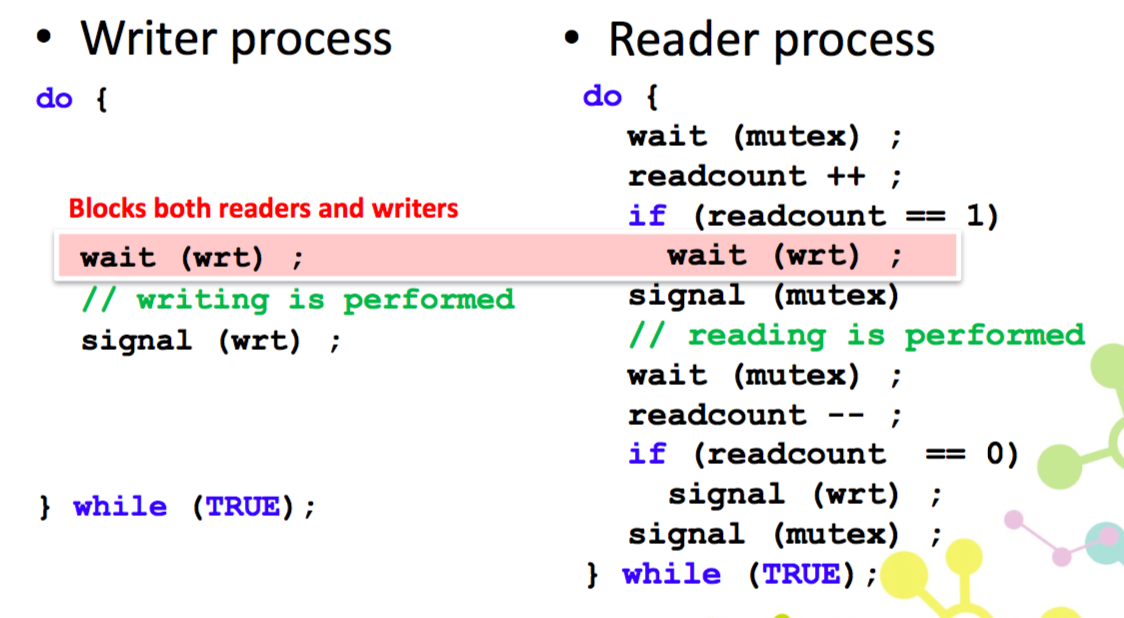 • Writer process
do {
Blocks both readers and writers
wait (wrt) ;
// writing is performed
signal (wrt) ;
} while (TRUE);
• Reader process
do {
wait (mutex) ;
readcount ++ ;
if (readcount == 1)
wait (wrt) ;
signal (mutex)
// reading is performed
wait (mutex) ;
readcount -- ;
if (readcount == 0)
signal (wrt) ;
signal (mutex) ;
} while (TRUE);